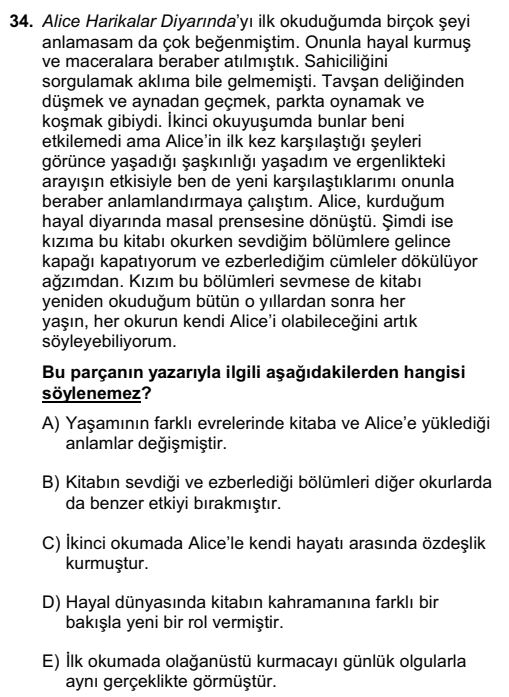 34. Alice Harikalar Diyarında’yı ilk okuduğumda birçok şeyi
anlamasam da çok beğenmiştim. Onunla hayal kurmuş
ve maceralara beraber atılmıştık. Sahiciliğini
sorgulamak aklıma bile gelmemişti. Tavşan deliğinden
düşmek ve aynadan geçmek, parkta oynamak ve
koşmak gibiydi. İkinci okuyuşumda bunlar beni
etkilemedi ama Alice’in ilk kez karşılaştığı şeyleri
görünce yaşadığı şaşkınlığı yaşadım ve ergenlikteki
arayışın etkisiyle ben de yeni karşılaştıklarımı onunla
beraber anlamlandırmaya çalıştım. Alice, kurduğum
hayal diyarında masal prensesine dönüştü. Şimdi ise
kızıma bu kitabı okurken sevdiğim bölümlere gelince
kapağı kapatıyorum ve ezberlediğim cümleler dökülüyor
ağzımdan. Kızım bu bölümleri sevmese de kitabı
yeniden okuduğum bütün o yıllardan sonra her
yaşın, her okurun kendi Alice’i olabileceğini artık
söyleyebiliyorum.
Bu parçanın yazarıyla ilgili aşağıdakilerden hangisi
söylenemez?
A) Yaşamının farklı evrelerinde kitaba ve Alice’e yüklediği
anlamlar değişmiştir.
B) Kitabın sevdiği ve ezberlediği bölümleri diğer okurlarda
da benzer etkiyi bırakmıştır.
C) İkinci okumada Alice’le kendi hayatı arasında özdeşlik
kurmuştur.
D) Hayal dünyasında kitabın kahramanına farklı bir
bakışla yeni bir rol vermiştir.
E) İlk okumada olağanüstü kurmacayı günlük olgularla
aynı gerçeklikte görmüştür.